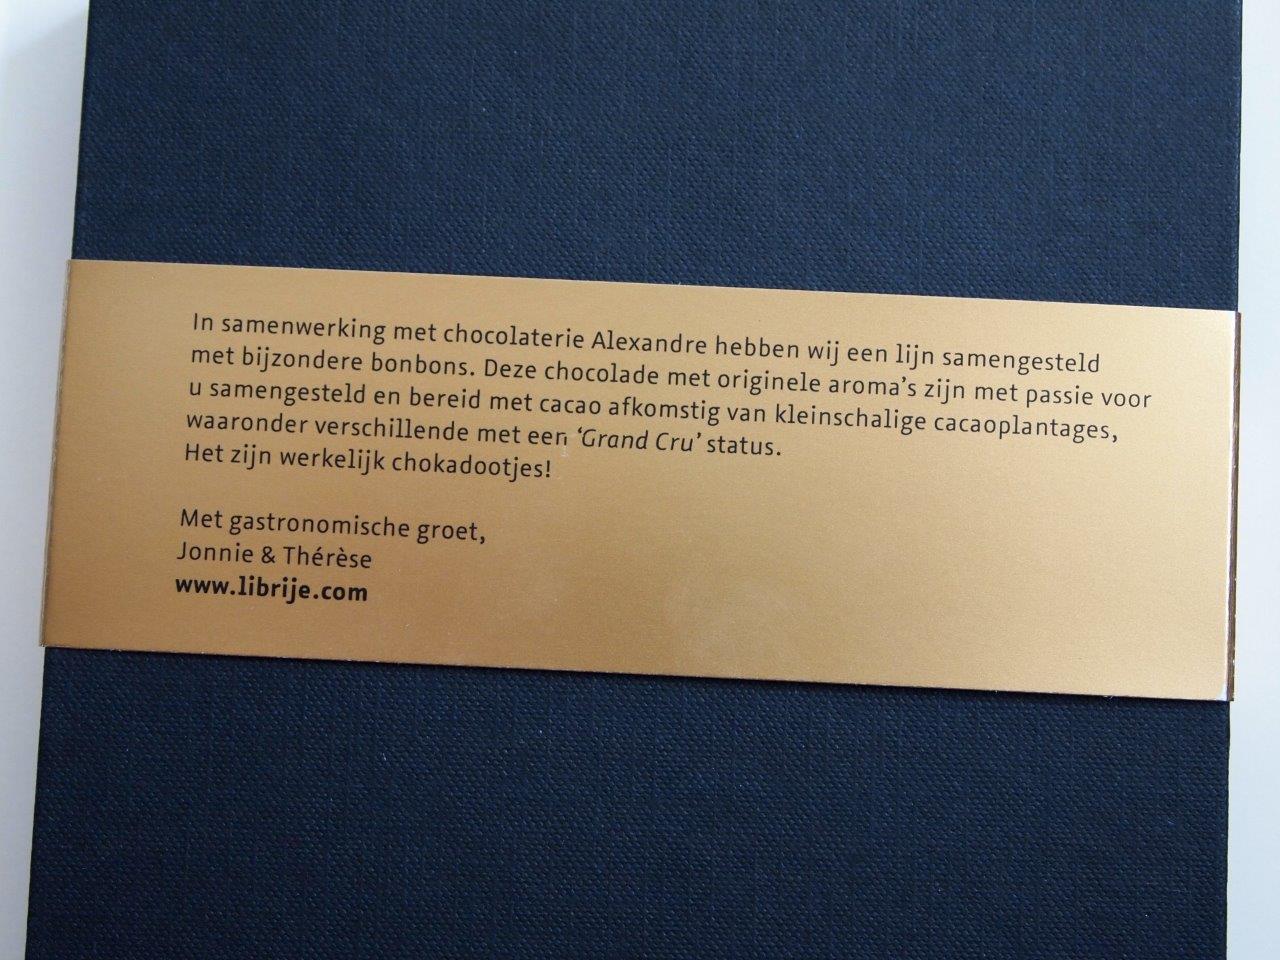 In samenwerking met chocolaterie Alexandre hebben wij een lijn samengesteld
met bijzondere bonbons. Deze chocolade met originele aroma's zijn met passie voor
u samengesteld en bereid met cacao afkomstig van kleinschalige cacaoplantages,
waaronder verschillende met een ‘Grand Cru’ status.
Het zijn werkelijk chokadootjes!
Met gastronomische groet,
Jonnie & Thérèse
www.librije.com